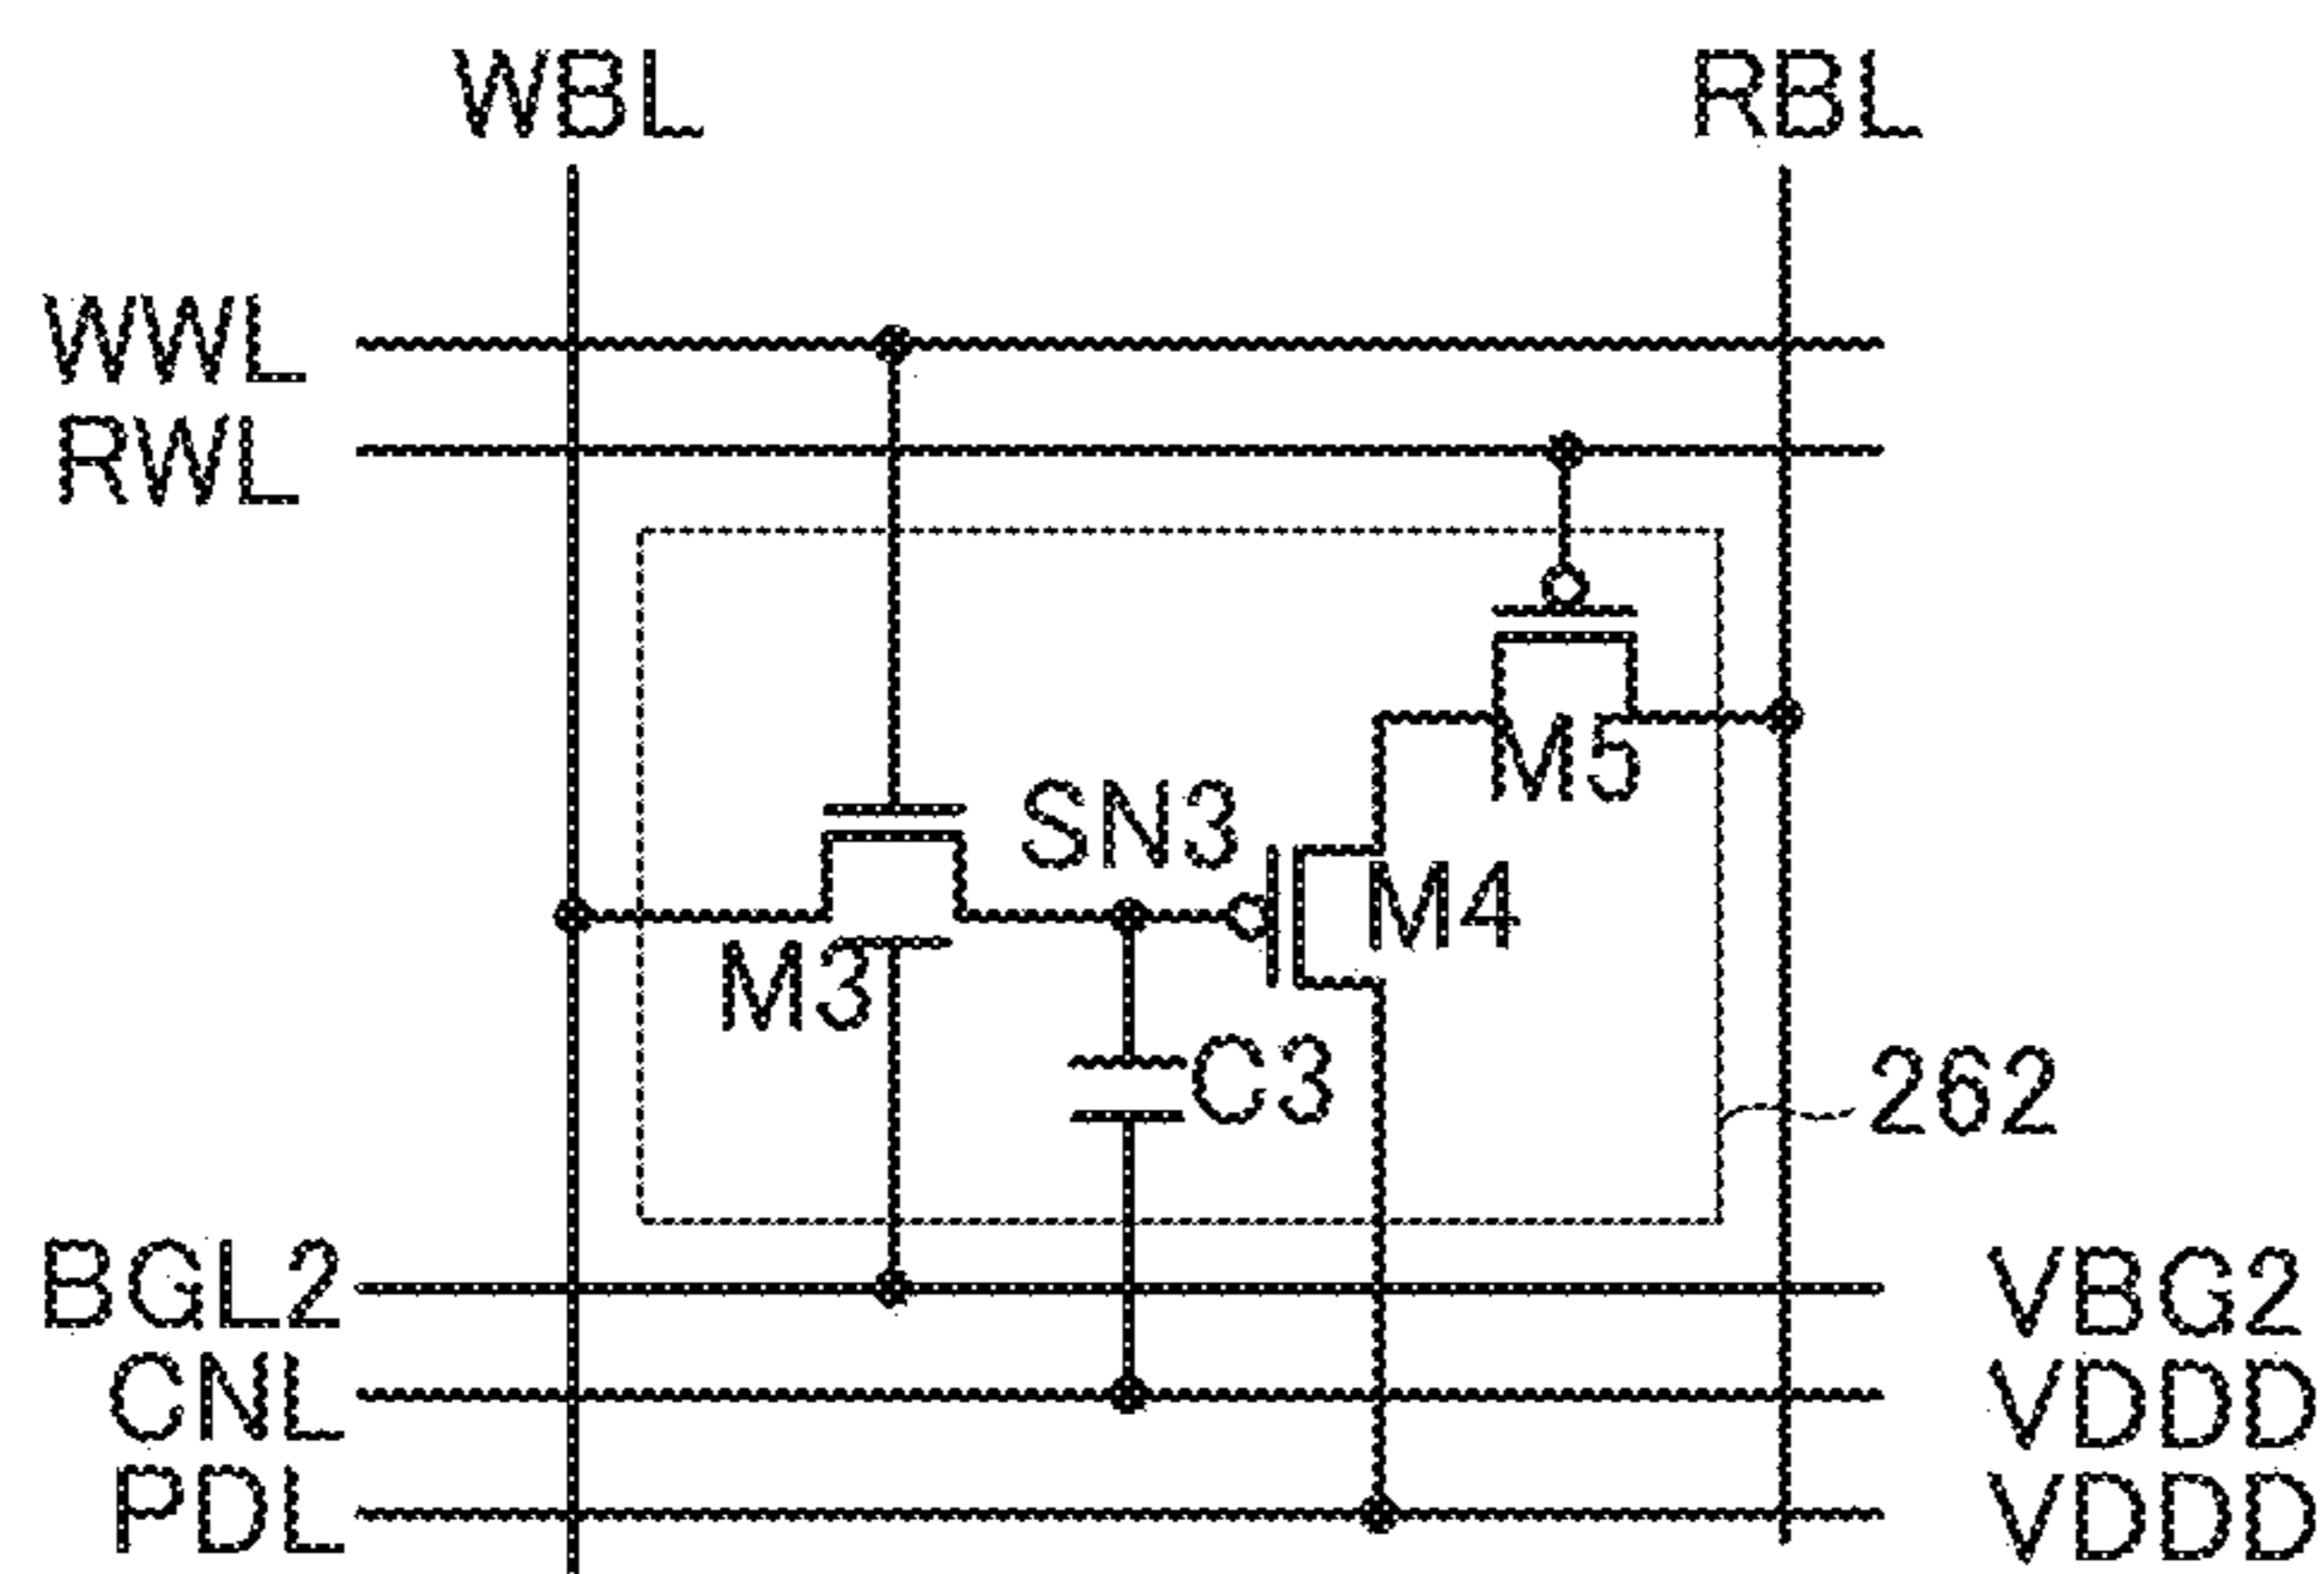 WBL RBL
WWL
RWL
M5
SN3
M4
M3
C3
262
BGL2 VBG2
CNL VDDD
PDL VDDD